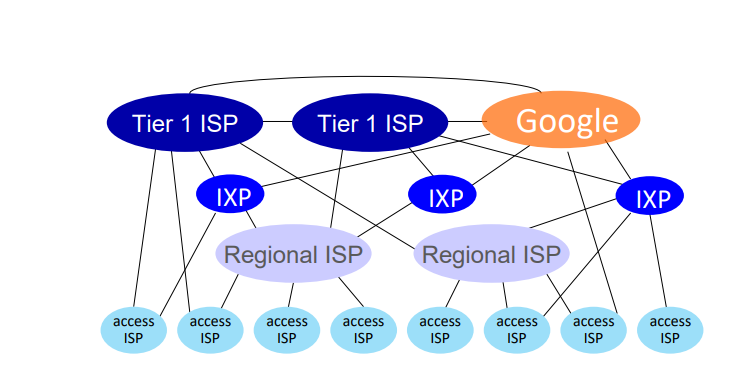 Tier 1 ISP
Tier 1 ISP
Google
IXP
IXP
IXP
Regional ISP
Regional ISP
access
ISP
access
ISP
access
ISP
access
ISP
access
ISP
access
ISP
access
ISP
access
ISP